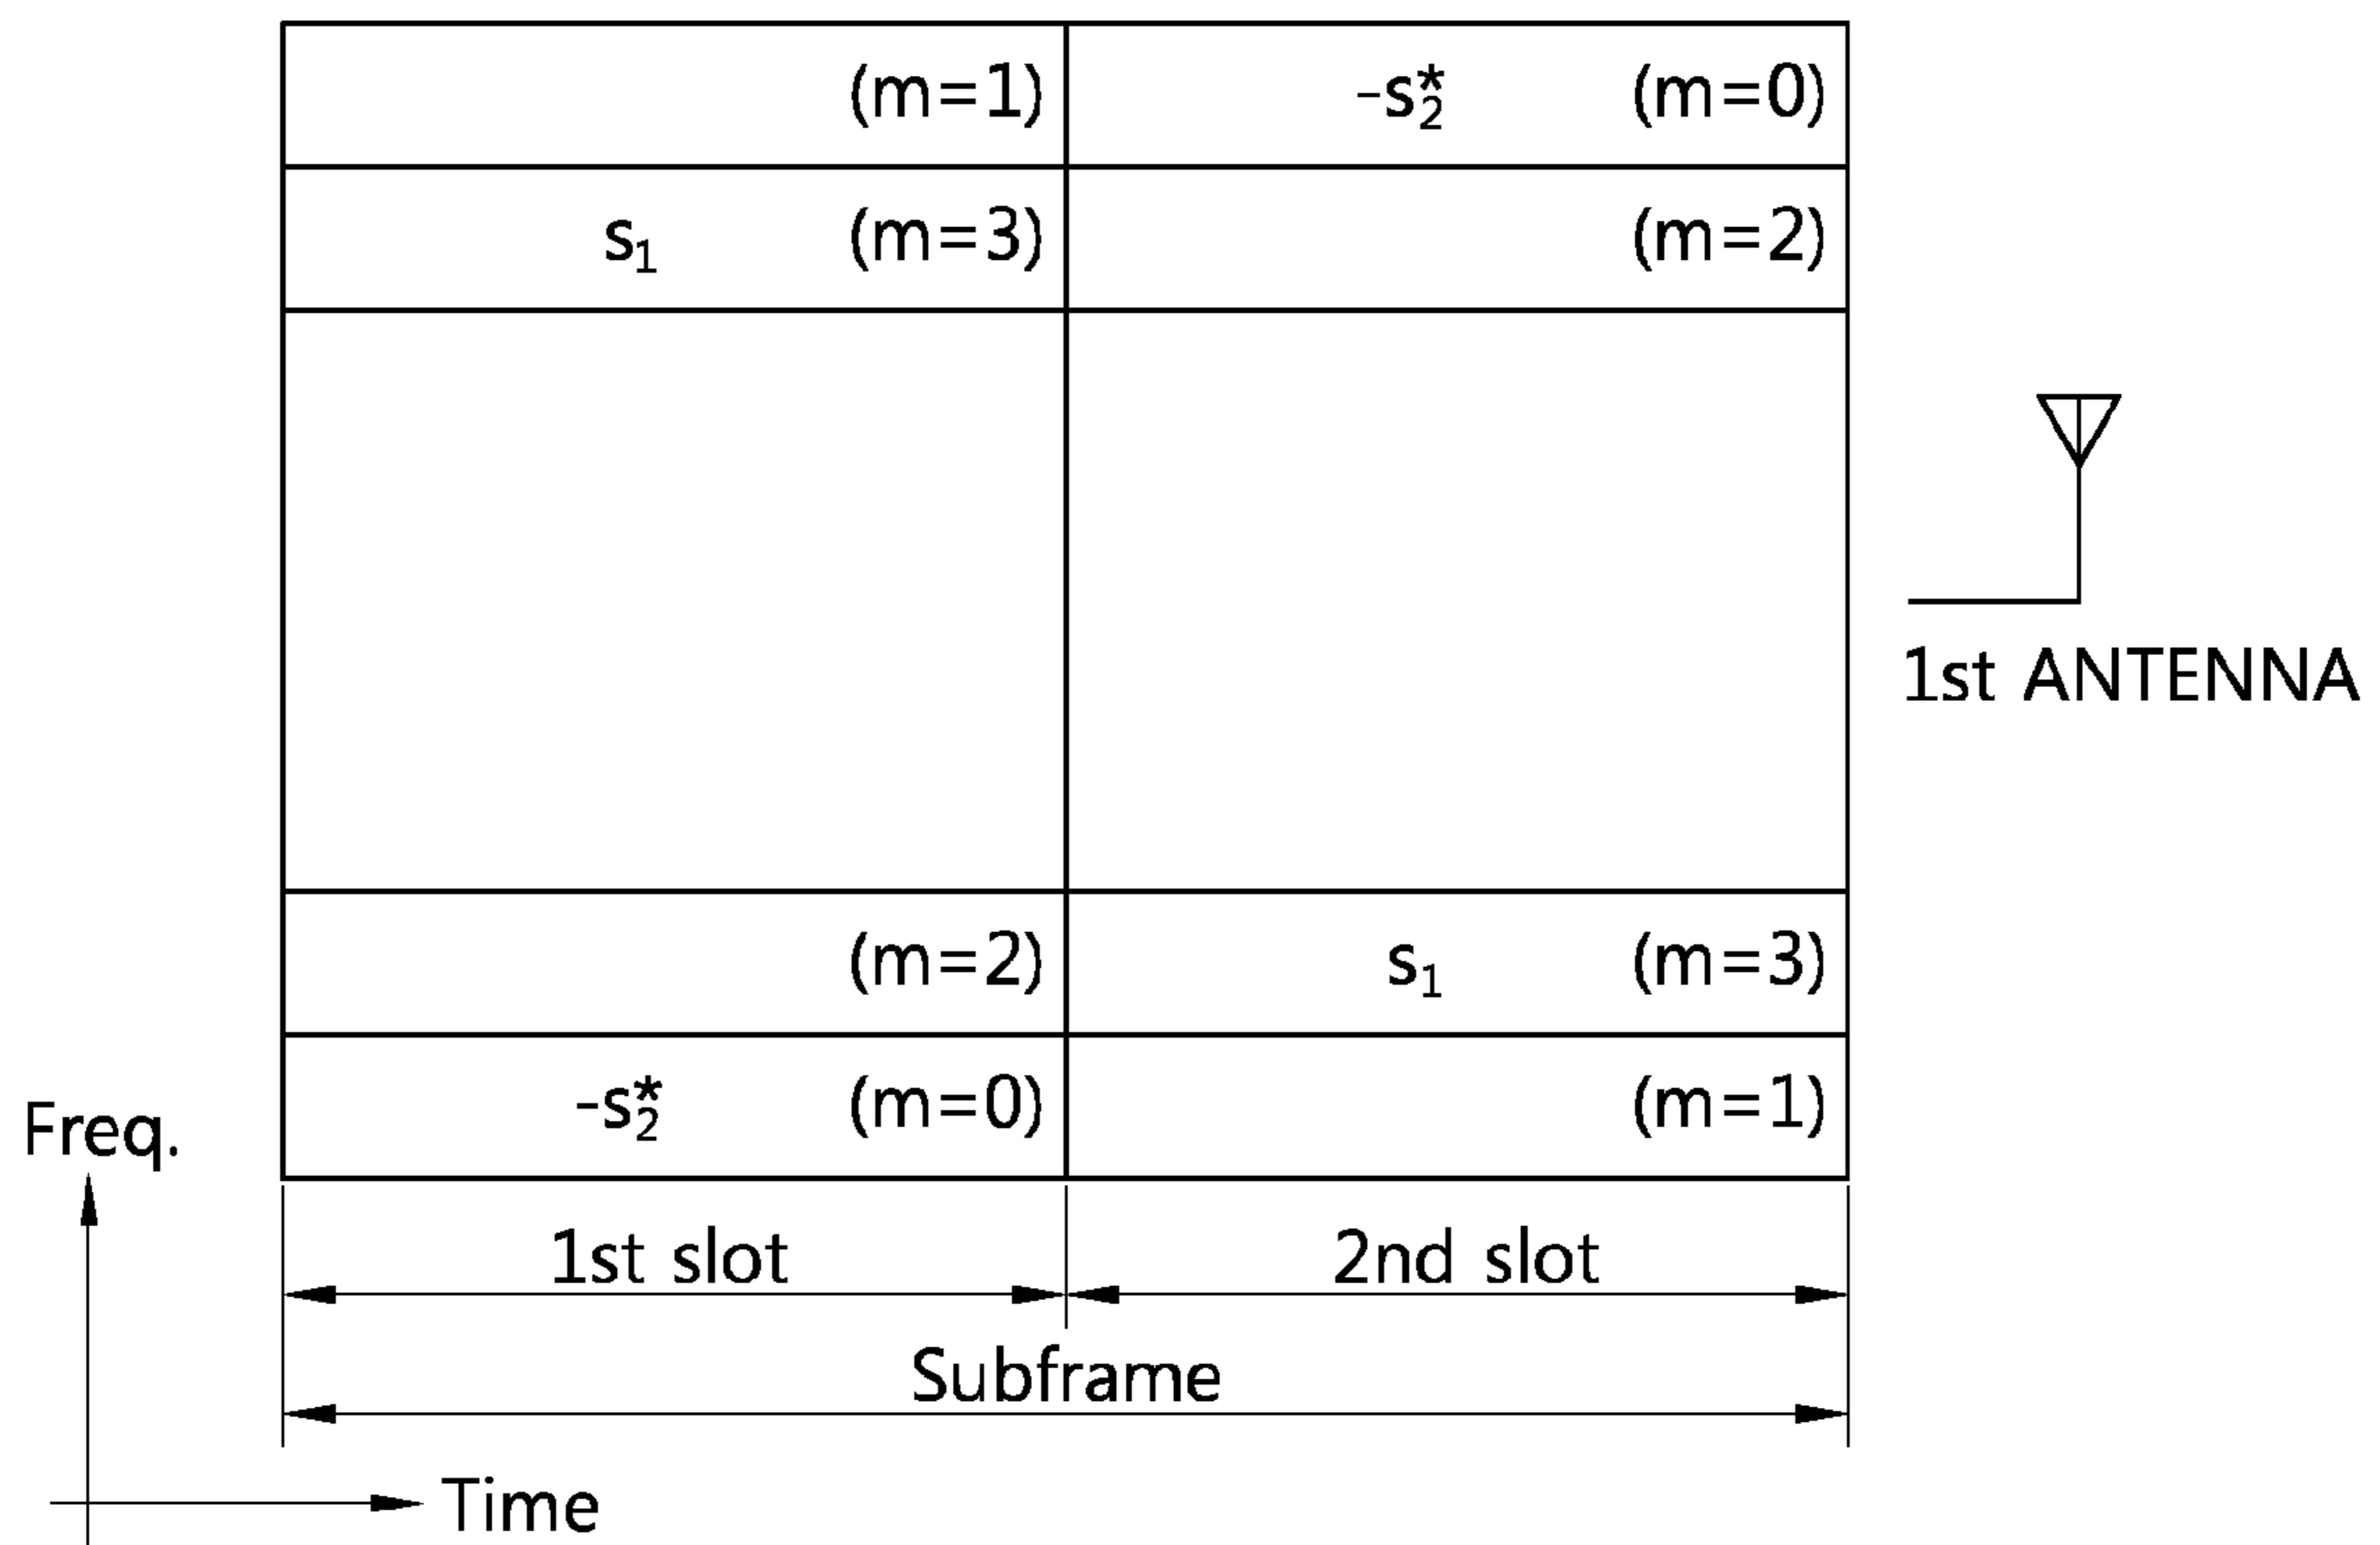 (m=1) -s₂* (m=0)
s₁ (m=3) (m=2)
1st ANTENNA
(m=2) s₁ (m=3)
-s₂* (m=0) (m=1)
Freq.
1st slot 2nd slot
Subframe
Time